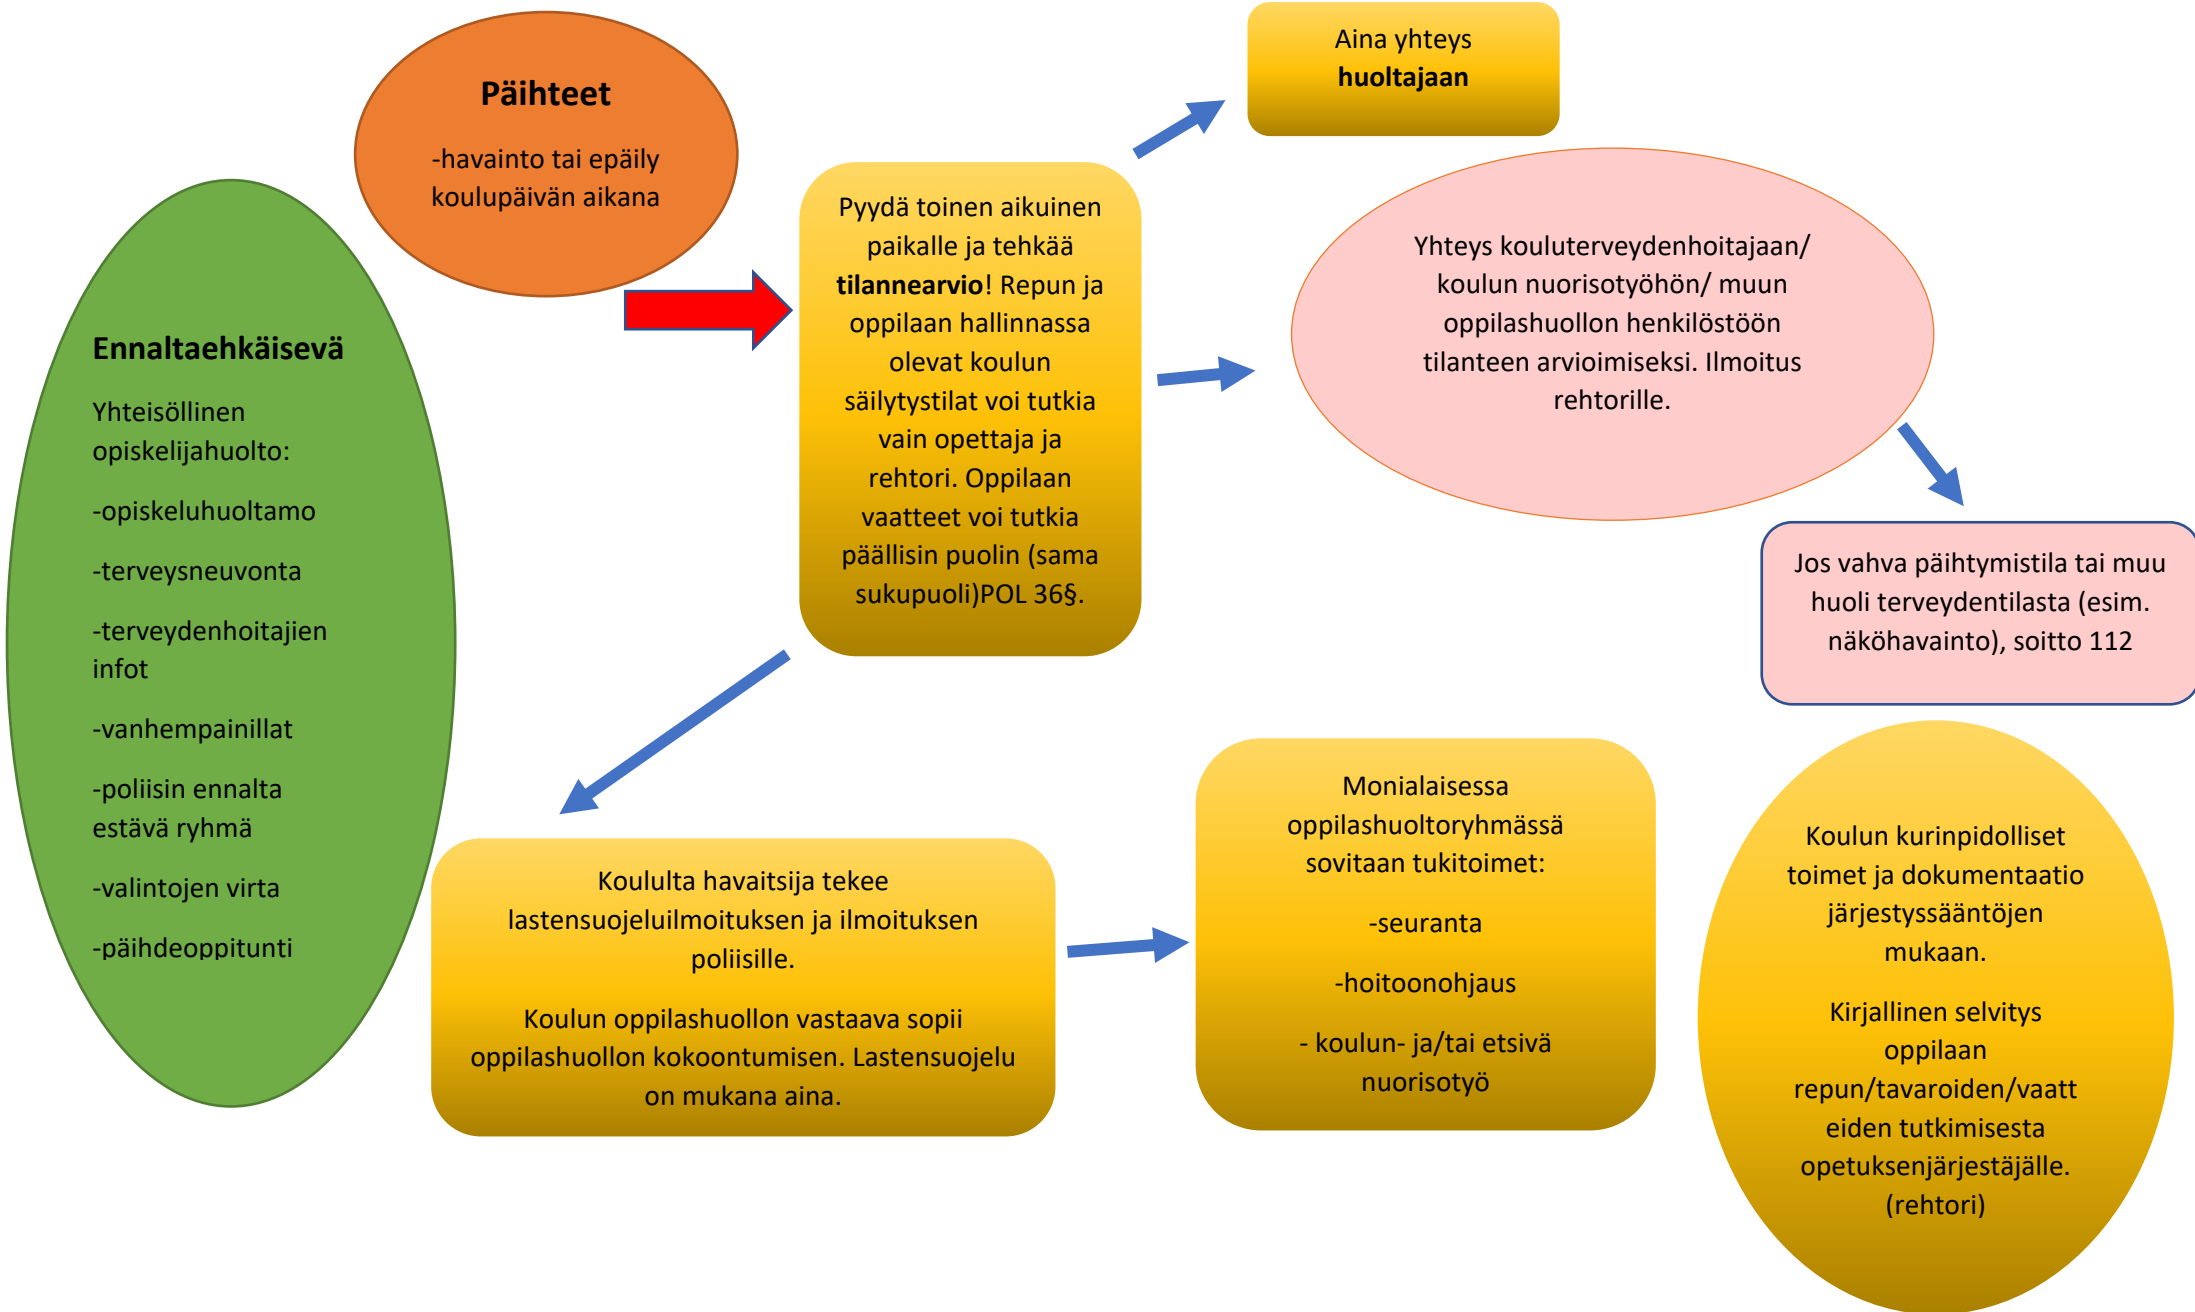 Päihteet
-havainto tai epäily
koulupäivän aikana
Aina yhteys
huoltajaan
Ennaltaehkäisevä
Yhteisöllinen
opiskelijahuolto:
-opiskeluhuoltamo
-terveysneuvonta
-terveydenhoitajien
infot
-vanhempainillat
-poliisin ennalta
estävä ryhmä
-valintojen virta
-päihdeoppitunti
Pyydä toinen aikuinen
paikalle ja tehkää
tilannearvio! Repun ja
oppilaan hallinnassa
olevat koulun
säilytystilat voi tutkia
vain opettaja ja
rehtori. Oppilaan
vaatteet voi tutkia
päällisin puolin (sama
sukupuoli)POL 36§.
Yhteys kouluterveydenhoitajaan/
koulun nuorisotyöhön/ muun
oppilashuollon henkilöstöön
tilanteen arvioimiseksi. Ilmoitus
rehtorille.
Jos vahva päihtymistila tai muu
huoli terveydentilasta (esim.
näköhavainto), soitto 112
Koululta havaitsija tekee
lastensuojeluilmoituksen ja ilmoituksen
poliisille.
Koulun oppilashuollon vastaava sopii
oppilashuollon kokoontumisen. Lastensuojelu
on mukana aina.
Monialaisessa
oppilashuoltoryhmässä
sovitaan tukitoimet:
-seuranta
-hoitoonohjaus
- koulun- ja/tai etsivä
nuorisotyö
Koulun kurinpidolliset
toimet ja dokumentaatio
järjestyssääntöjen
mukaan.
Kirjallinen selvitys
oppilaan
repun/tavaroiden/vaatt
eiden tutkimisesta
opetuksenjärjestäjälle.
(rehtori)